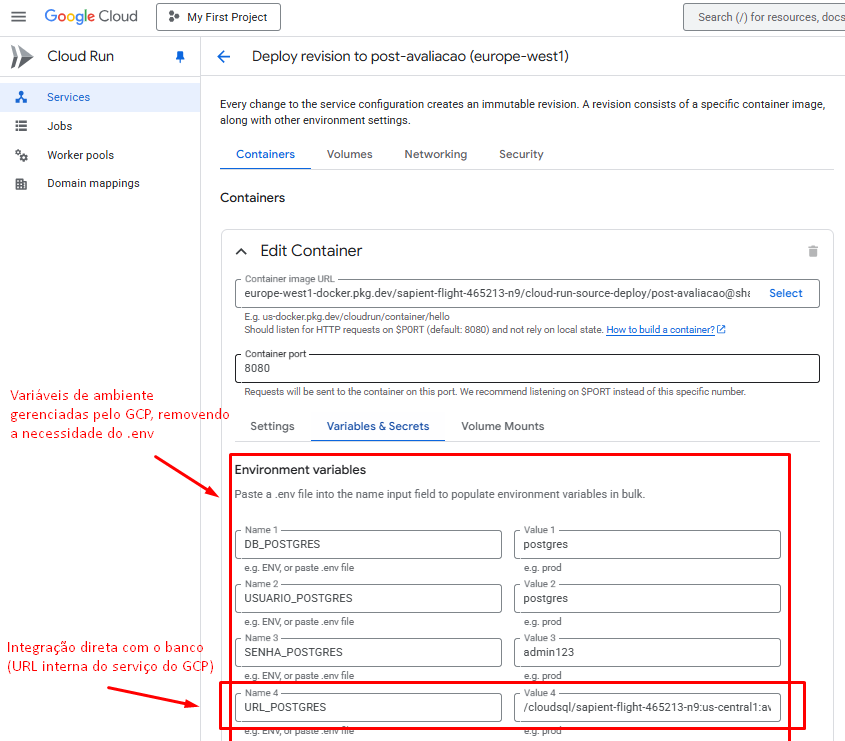 Google Cloud
My First Project
Search (/) for resources, docs
Cloud Run
Deploy revision to post-avaliacao (europe-west1)
Services
Jobs
Worker pools
Domain mappings
Every change to the service configuration creates an immutable revision. A revision consists of a specific container image,
along with other environment settings.
Containers
Volumes
Networking
Security
Containers
Edit Container
Container image URL
europe-west1-docker.pkg.dev/sapient-flight-465213-n9/cloud-run-source-deploy/post-avaliacao@sha
Select
E.g. us-docker.pkg.dev/cloudrun/container/hello
Should listen for HTTP requests on $PORT (default: 8080) and not rely on local state. How to build a container?
Container port
8080
Requests will be sent to the container on this port. We recommend listening on $PORT instead of this specific number.
Variáveis de ambiente
gerenciadas pelo GCP, removendo
a necessidade do .env
Settings
Variables & Secrets
Volume Mounts
Environment variables
Paste a .env file into the name input field to populate environment variables in bulk.
Name 1
Value 1
DB_POSTGRES
postgres
e.g. ENV, or paste .env file
e.g. prod
Name 2
Value 2
USUARIO_POSTGRES
postgres
e.g. ENV, or paste .env file
e.g. prod
Name 3
Value 3
SENHA_POSTGRES
admin123
e.g. ENV, or paste .env file
e.g. prod
Integração direta com o banco
(URL interna do serviço do GCP)
Name 4
Value 4
URL_POSTGRES
/cloudsql/sapient-flight-465213-n9:us-central1:av
e.g. ENV, or paste .env file
e.g. prod